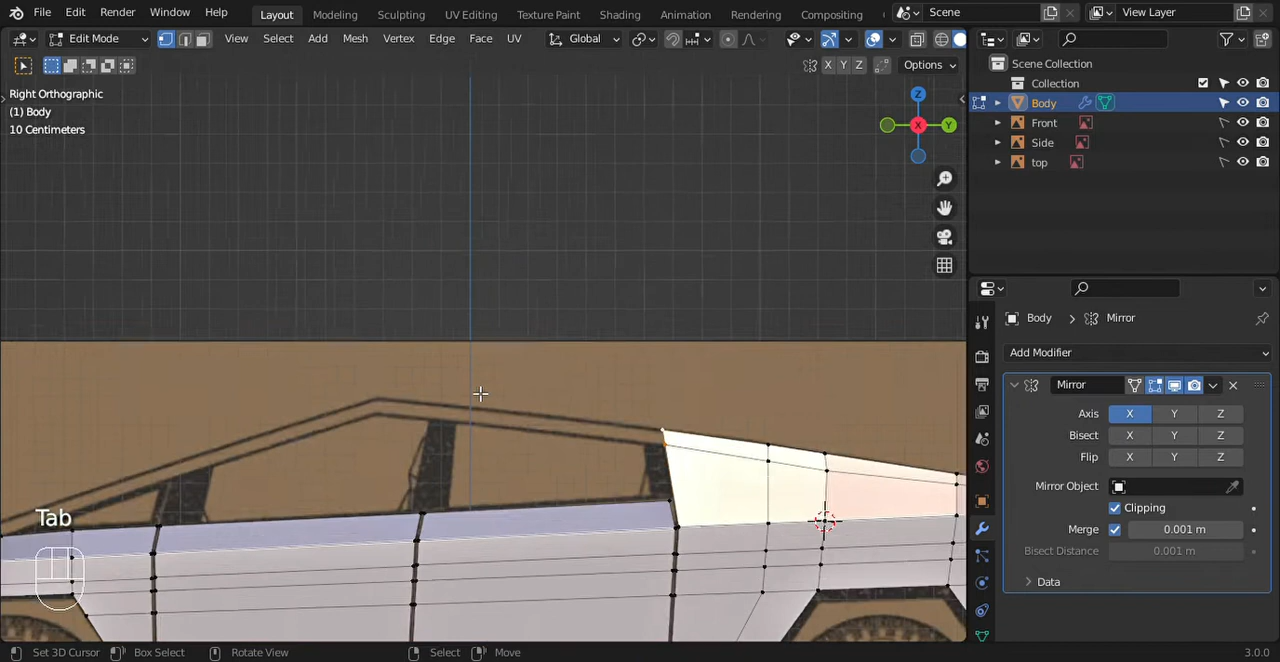 File Edit Render Window Help Layout Modeling Sculpting UV Editing Texture Paint Shading Animation Rendering Compositing Scene View Layer
Edit Mode View Select Add Mesh Vertex Edge Face UV Global
X Y Z Options
Right Orthographic
(1) Body
10 Centimeters
Z
X
Y
Tab
Scene Collection
Collection
Body
Front
Side
top
Body Mirror
Add Modifier
Mirror
Axis X Y Z
Bisect X Y Z
Flip X Y Z
Mirror Object
Clipping
Merge 0.001 m
Bisect Distance 0.001 m
Data
Set 3D Cursor Box Select Rotate View Select Move 3.0.0